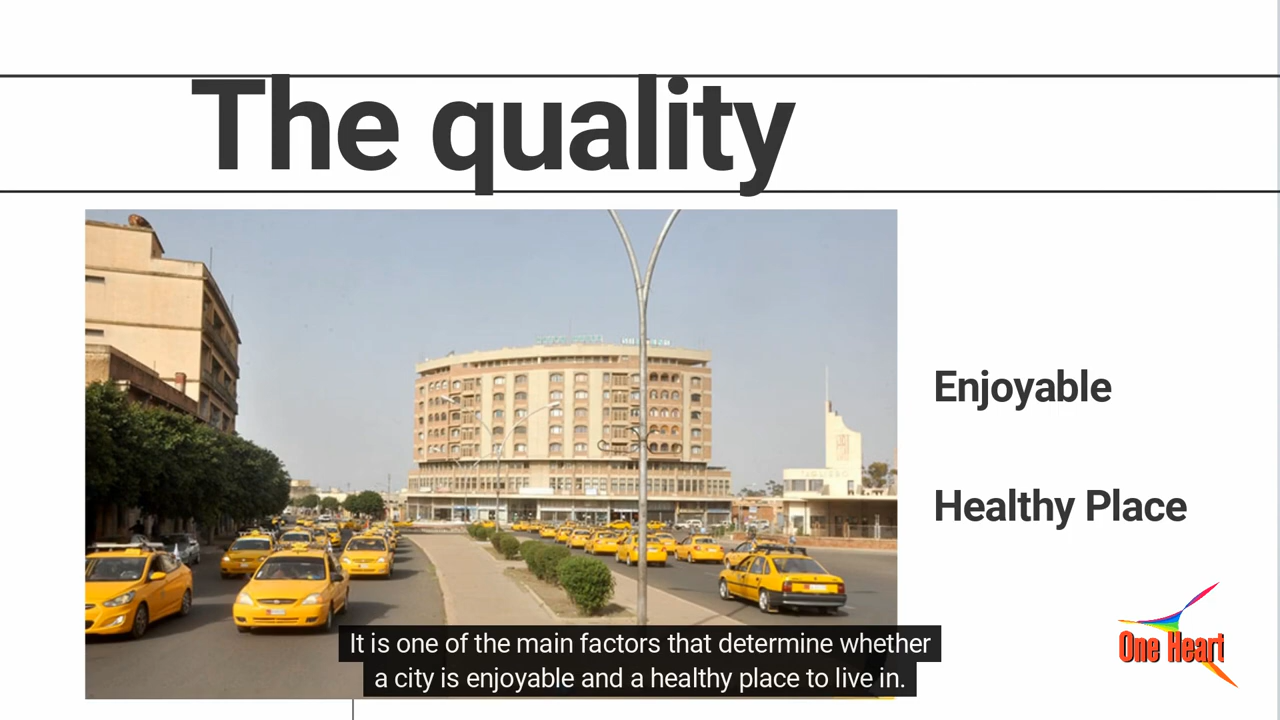 The quality
Enjoyable
Healthy Place
It is one of the main factors that determine whether
a city is enjoyable and a healthy place to live in.
One Heart